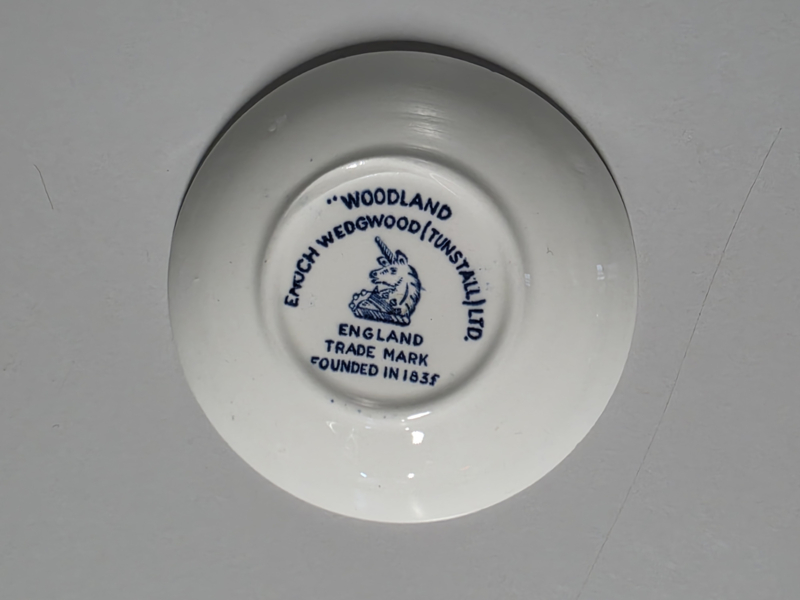 "WOODLAND
ENOCH WEDGWOOD (TUNSTALL) LTD.
ENGLAND
TRADE MARK
FOUNDED IN 1835